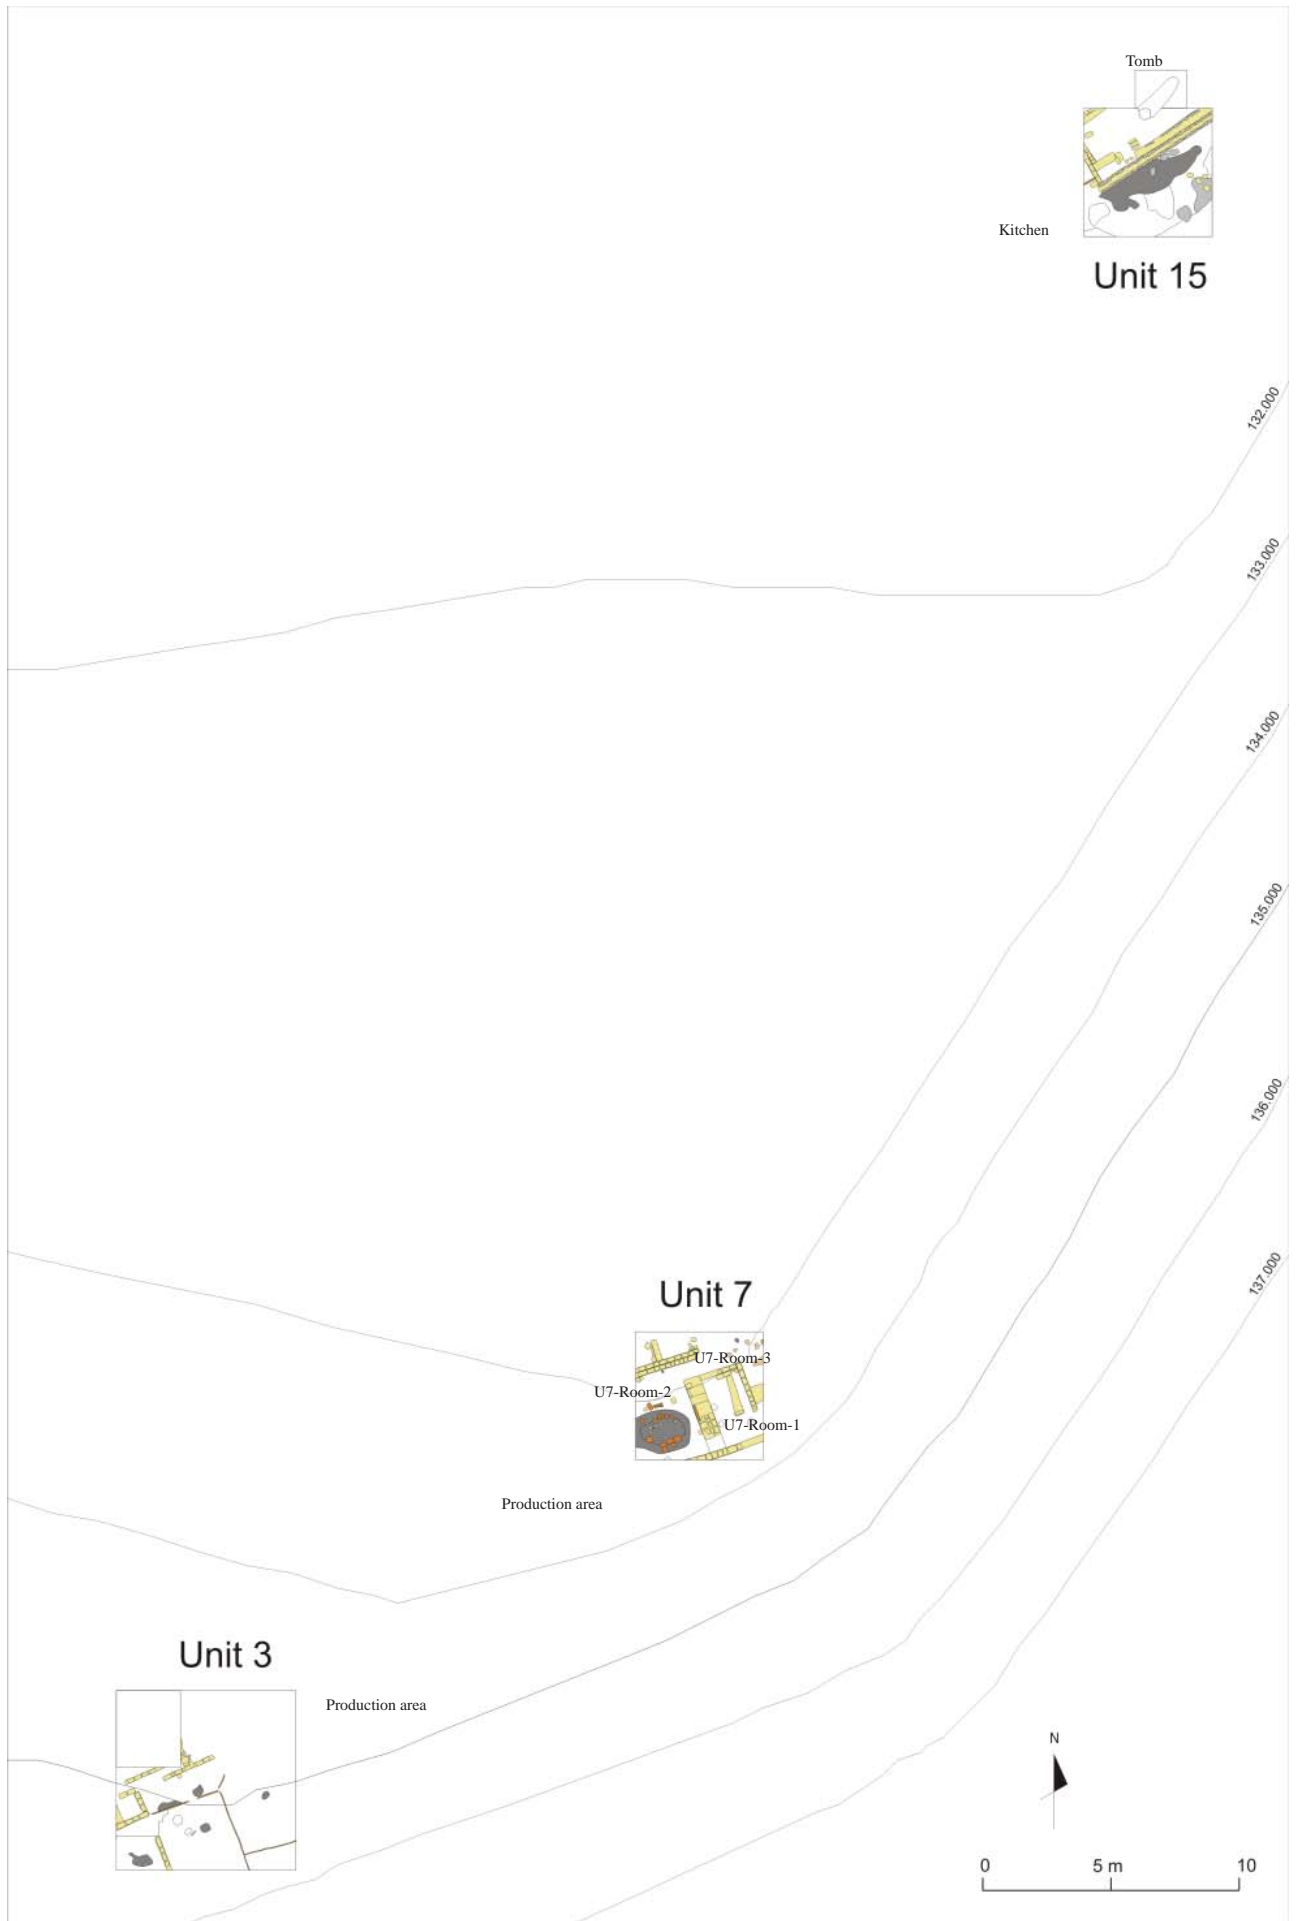 Tomb
Kitchen
Unit 15
132.000
133.000
134.000
135.000
136.000
137.000
Unit 7
U7-Room-3
U7-Room-2
U7-Room-1
Production area
Unit 3
Production area
N
0 5 m 10